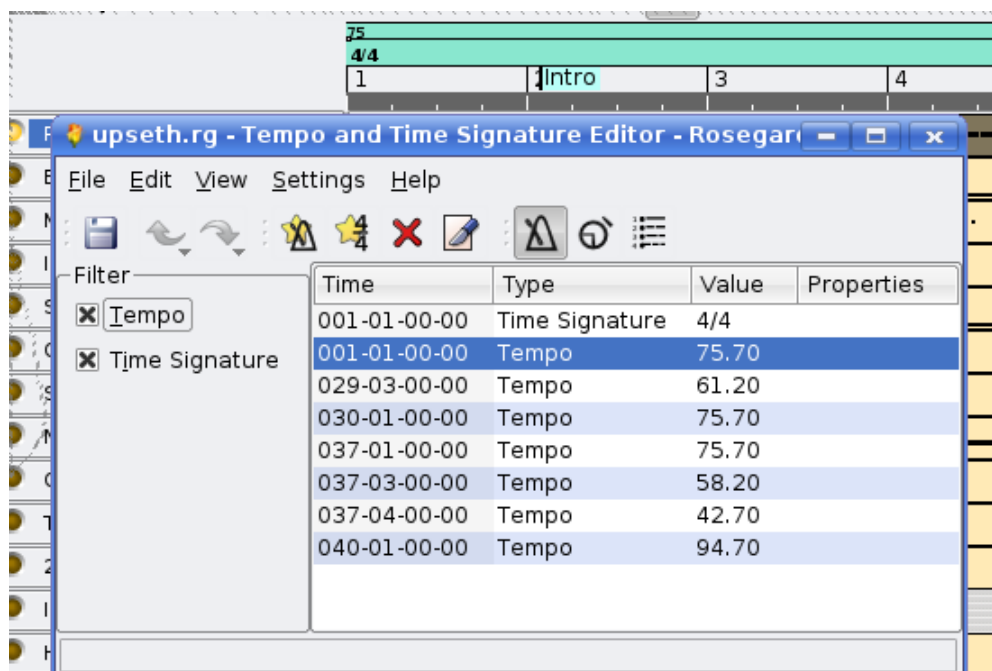 75
4/4
1 2 Intro 3 4
upseth.rg - Tempo and Time Signature Editor - Rosegar
File Edit View Settings Help
Filter
Tempo
Time Signature
Time Type Value Properties
001-01-00-00 Time Signature 4/4
001-01-00-00 Tempo 75.70
029-03-00-00 Tempo 61.20
030-01-00-00 Tempo 75.70
037-01-00-00 Tempo 75.70
037-03-00-00 Tempo 58.20
037-04-00-00 Tempo 42.70
040-01-00-00 Tempo 94.70